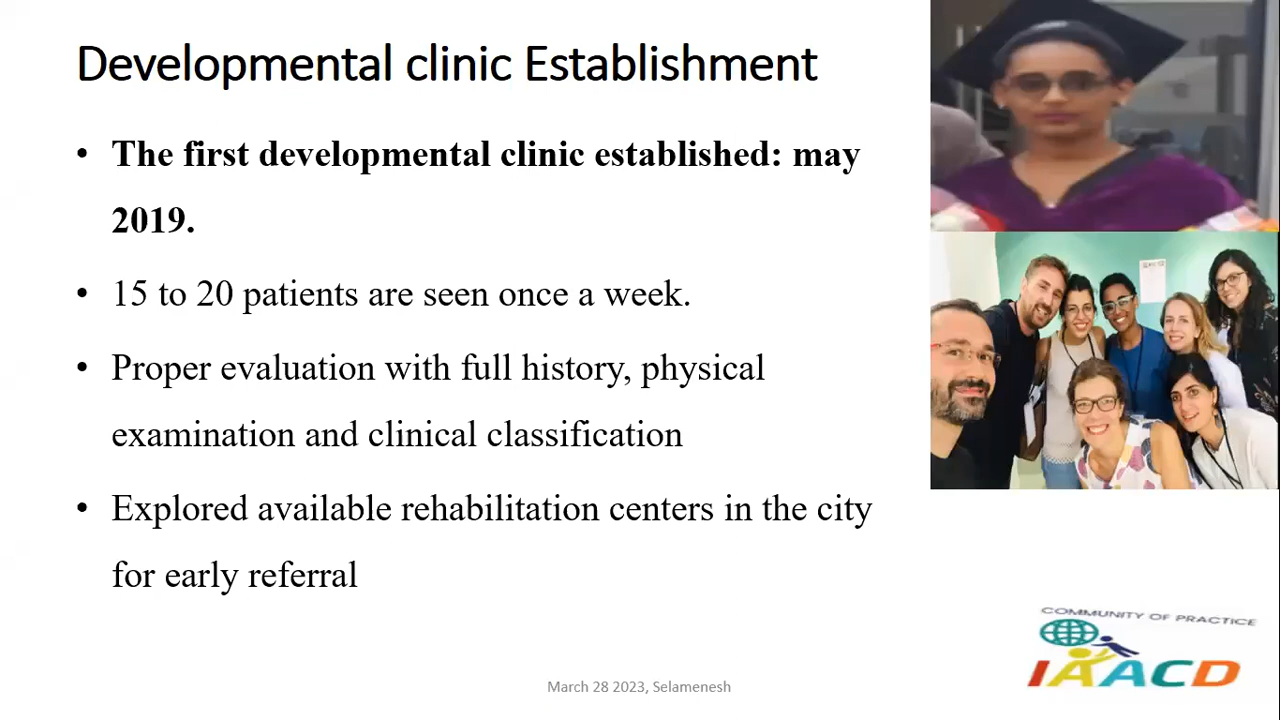 Developmental clinic Establishment
• The first developmental clinic established: may
2019.
• 15 to 20 patients are seen once a week.
• Proper evaluation with full history, physical
examination and clinical classification
• Explored available rehabilitation centers in the city
for early referral
COMMUNITY OF PRACTICE
IAACD
March 28 2023, Selamenesh